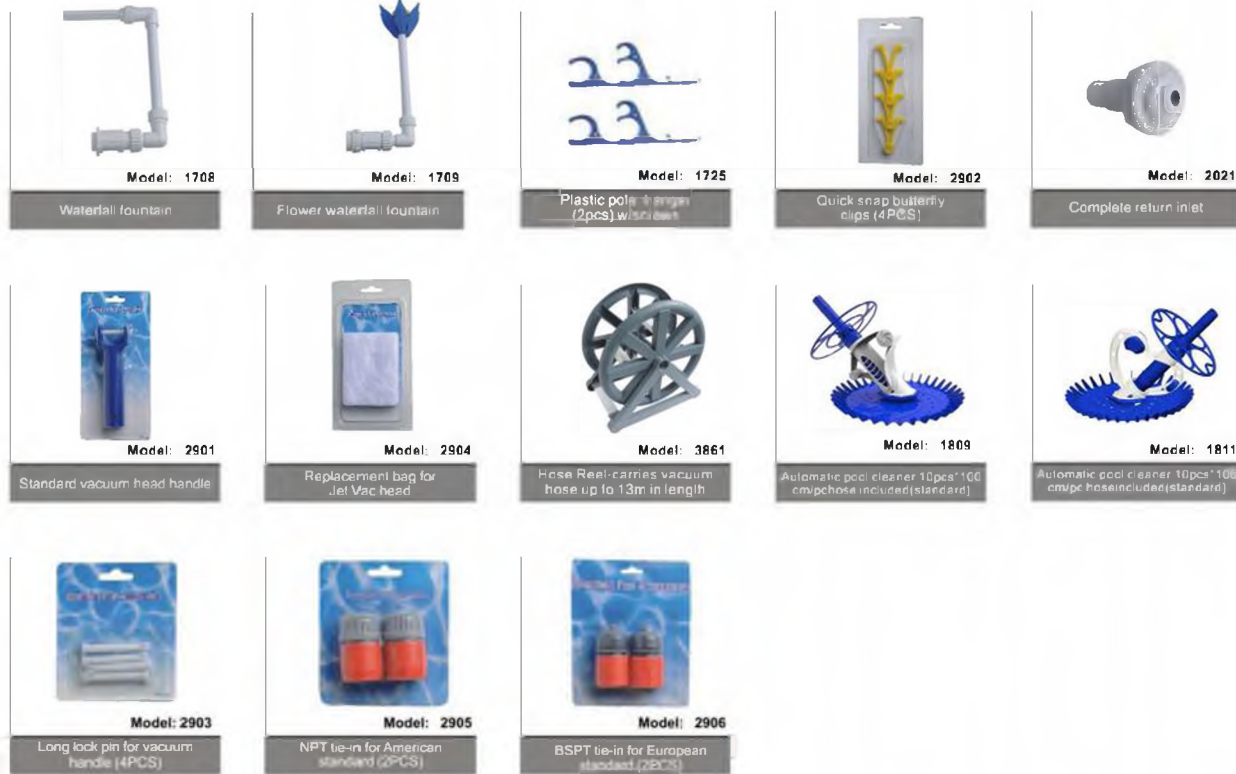 Model: 1708
Waterfall fountain
Model: 1709
Flower waterfall fountain
Model: 1725
Plastic pole hanger
(2pcs) w/screws
Model: 2902
Quick snap butterfly
clips (4PCS)
Model: 2021
Complete return inlet
Model: 2901
Standard vacuum head handle
Model: 2904
Replacement bag for
Jet Vac head
Model: 3861
Hose Reel-carries vacuum
hose up to 13m in length
Model: 1809
Automatic pool cleaner 10pcs*100
cm/pchose included(standard)
Model: 1811
Automatic pool cleaner 10pcs*100
cm/pc hoseincluded(standard)
Model: 2903
Long lock pin for vacuum
handle (4PCS)
Model: 2905
NPT tie-in for American
standard (2PCS)
Model: 2906
BSPT tie-in for European
standard.(2PCS)